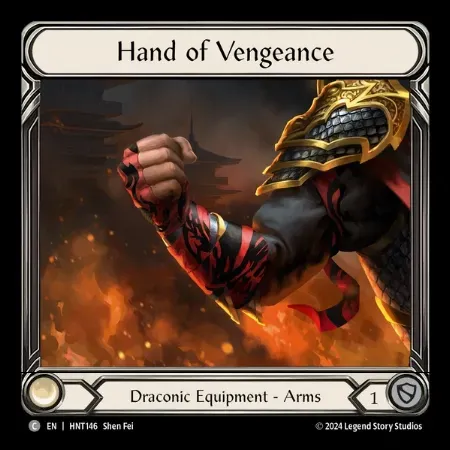 Hand of Vengeance
Draconic Equipment - Arms
1
C EN | HNT146 Shen Fei
© 2024 Legend Story Studios